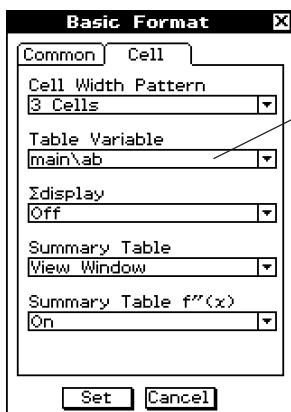 Basic Format
Common Cell
Cell Width Pattern
3 Cells
Table Variable
main\ab
Σdisplay
Off
Summary Table
View Window
Summary Table f″(x)
On
Set Cancel